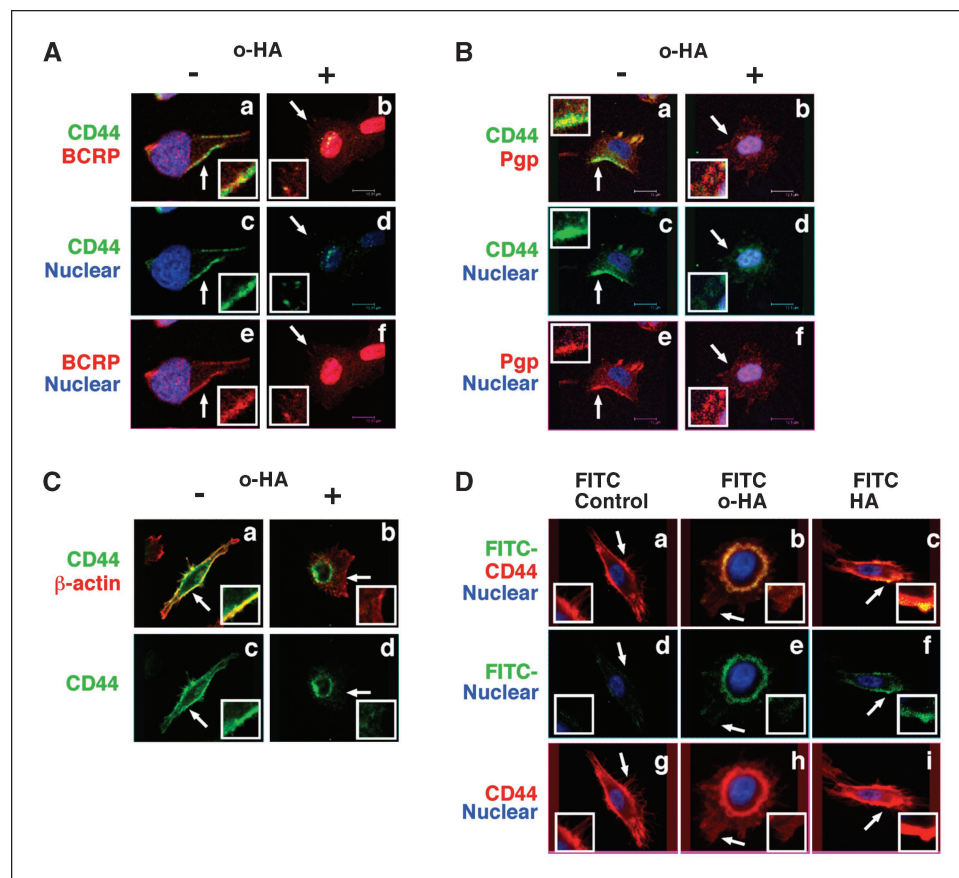 A
o-HA
- +
CD44
BCRP
a b
CD44
Nuclear
c d
BCRP
Nuclear
e f
B
o-HA
- +
CD44
Pgp
a b
CD44
Nuclear
c d
Pgp
Nuclear
e f
C
o-HA
- +
CD44
β-actin
a b
CD44
c d
D
FITC
Control
FITC
o-HA
FITC
HA
FITC-
CD44
Nuclear
a b c
FITC-
Nuclear
d e f
CD44
Nuclear
g h i